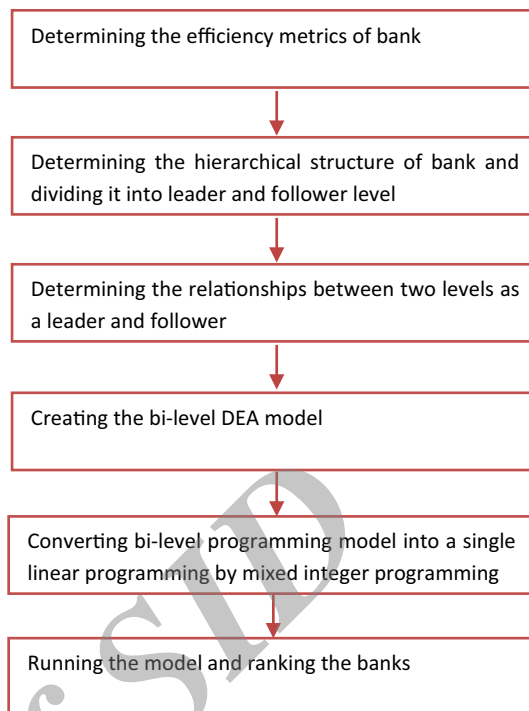 Determining the efficiency metrics of bank
Determining the hierarchical structure of bank and
dividing it into leader and follower level
Determining the relationships between two levels as
a leader and follower
Creating the bi-level DEA model
Converting bi-level programming model into a single
linear programming by mixed integer programming
Running the model and ranking the banks
f SID